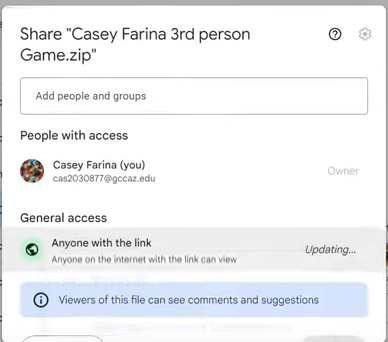 Share "Casey Farina 3rd person
Game.zip"
Add people and groups
People with access
Casey Farina (you)
cas2030877@gccaz.edu
Owner
General access
Anyone with the link
Anyone on the internet with the link can view
Updating...
Viewers of this file can see comments and suggestions